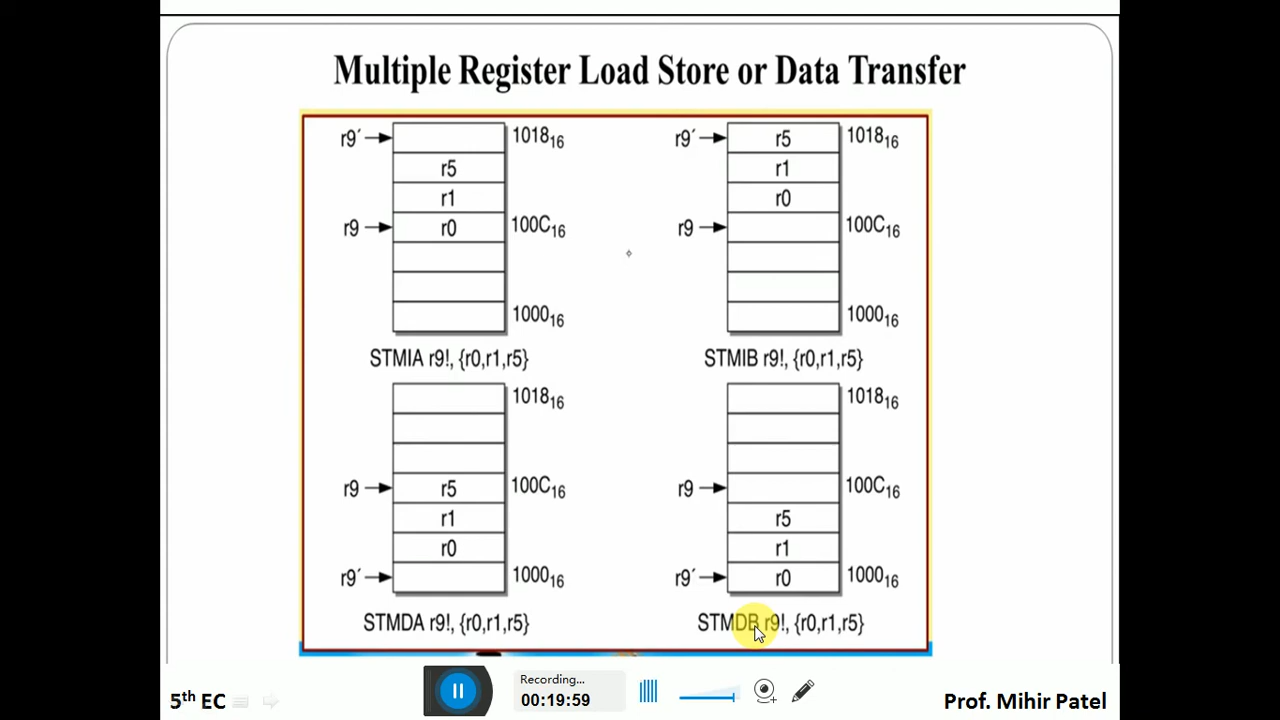 Multiple Register Load Store or Data Transfer
r9´ 1018₁₆
r5
r1
r9 r0 100C₁₆
1000₁₆
STMIA r9!, {r0,r1,r5}
r9´ r5 1018₁₆
r1
r0
r9 100C₁₆
1000₁₆
STMIB r9!, {r0,r1,r5}
1018₁₆
r9 r5 100C₁₆
r1
r0
r9´ 1000₁₆
STMDA r9!, {r0,r1,r5}
1018₁₆
r9 100C₁₆
r5
r1
r9´ r0 1000₁₆
STMDB r9!, {r0,r1,r5}
5th EC
Recording...
00:19:59
Prof. Mihir Patel